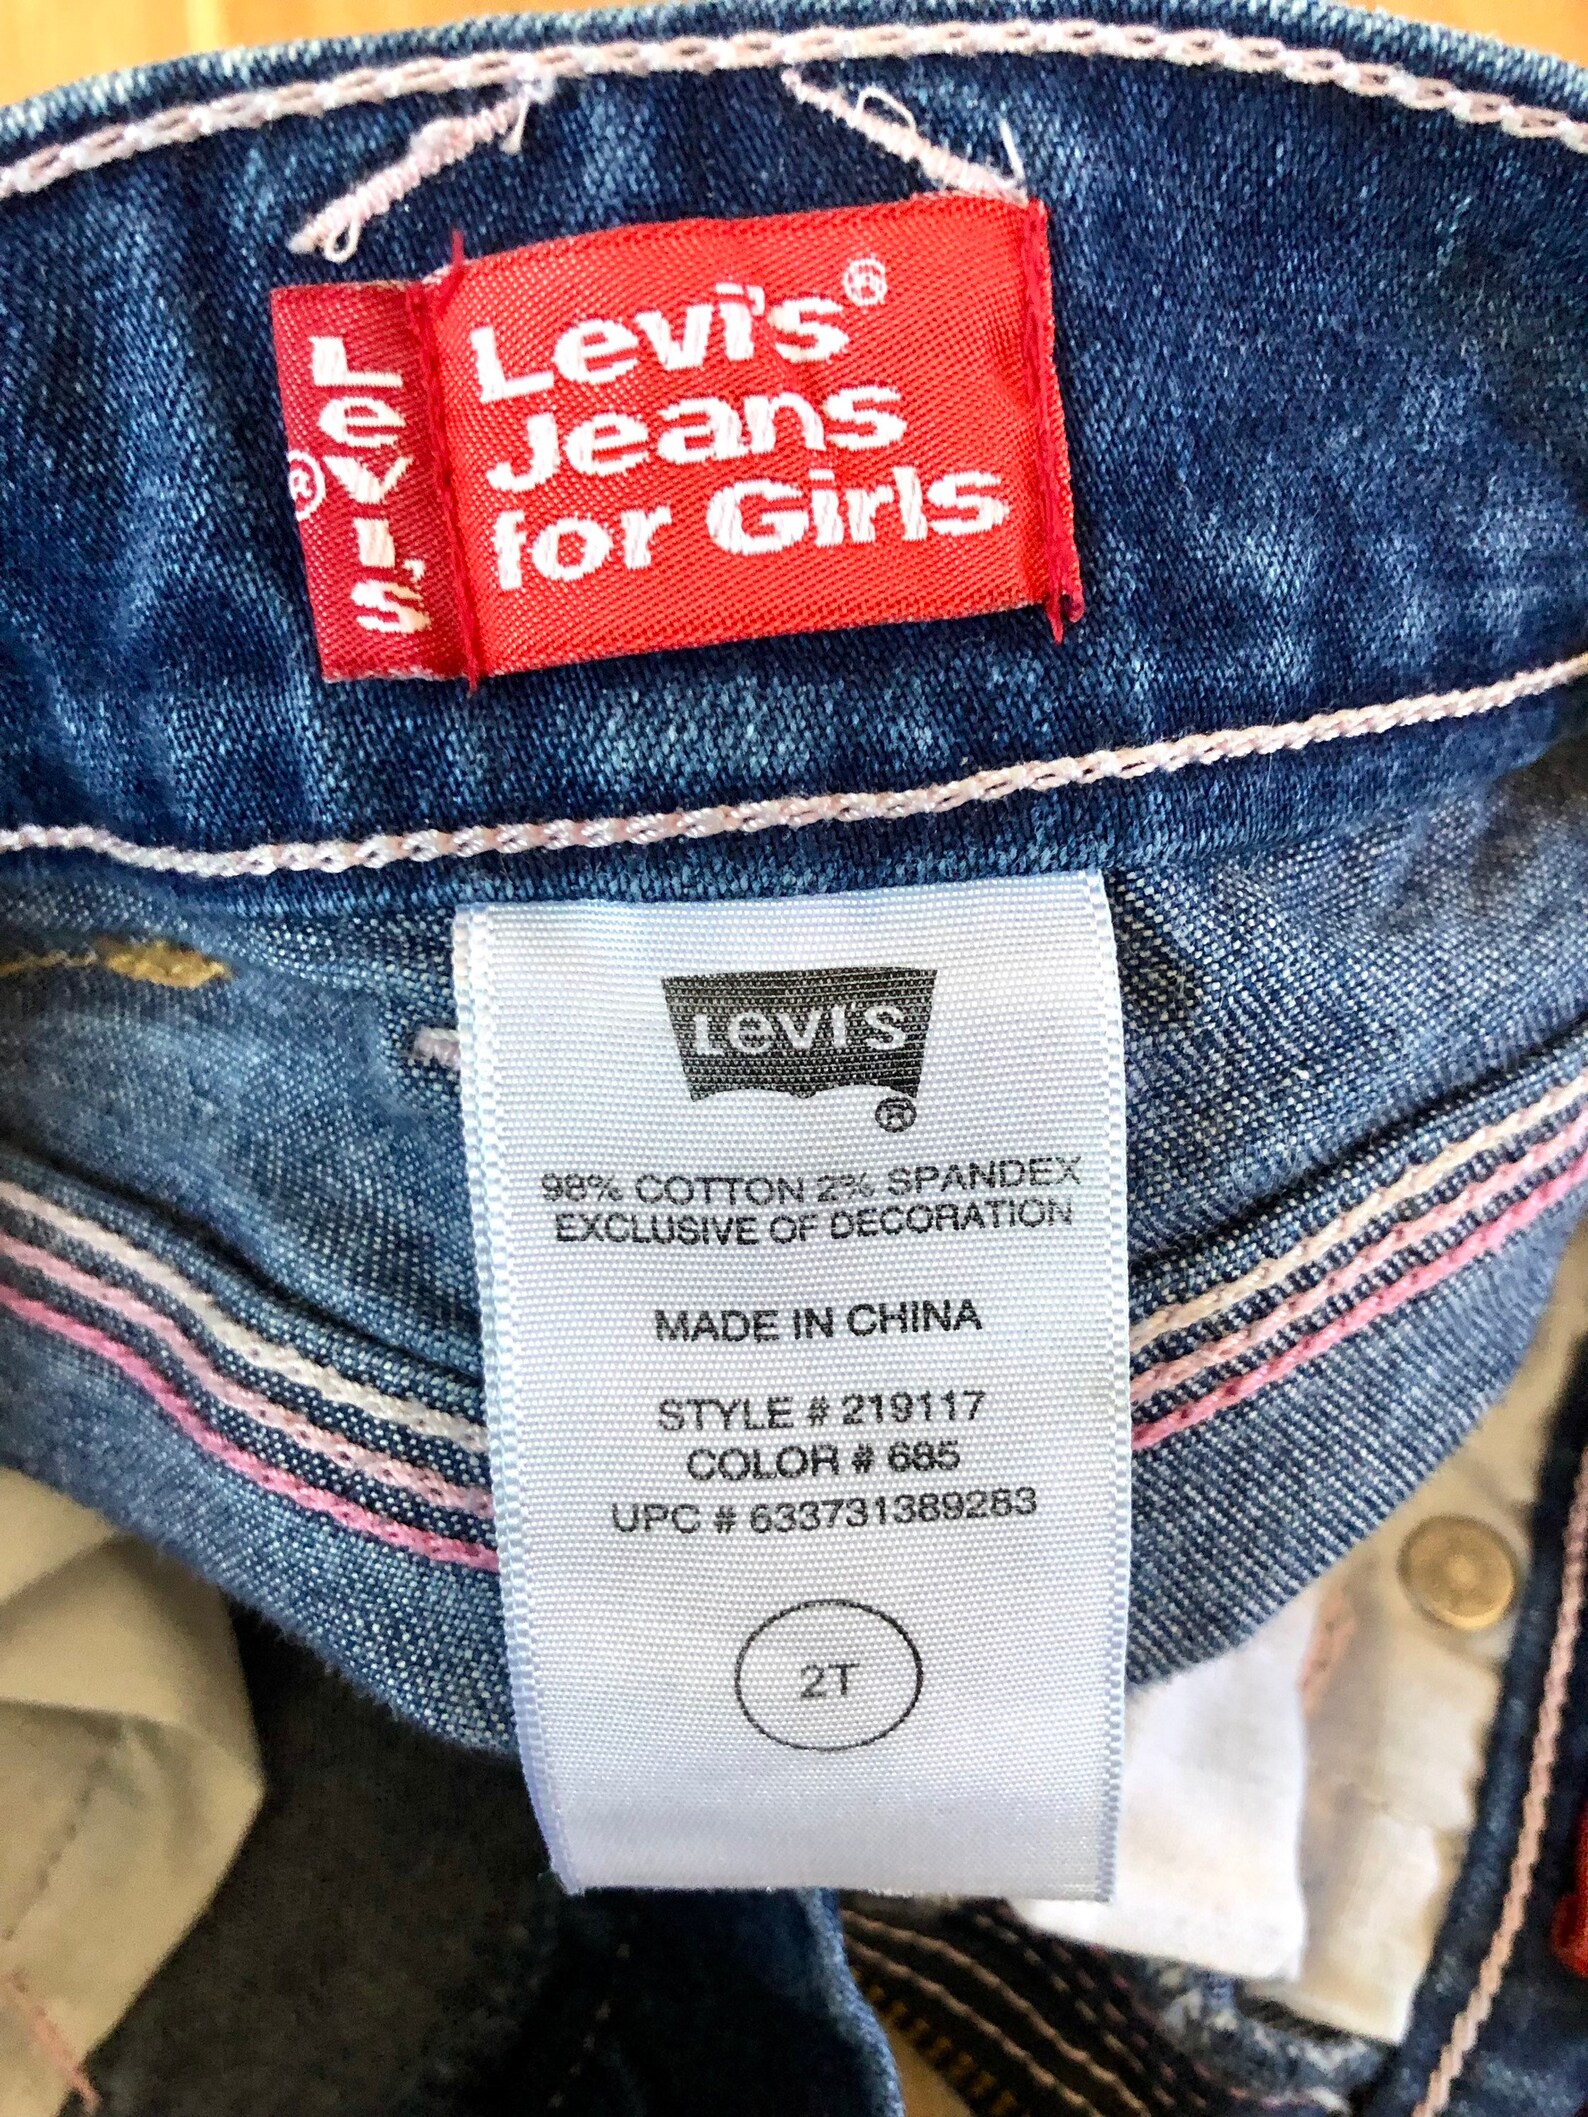 Levi's®
Levi's®
Jeans
for Girls
Levi's
®
98% COTTON 2% SPANDEX
EXCLUSIVE OF DECORATION
MADE IN CHINA
STYLE # 219117
COLOR # 685
UPC # 633731389283
2T